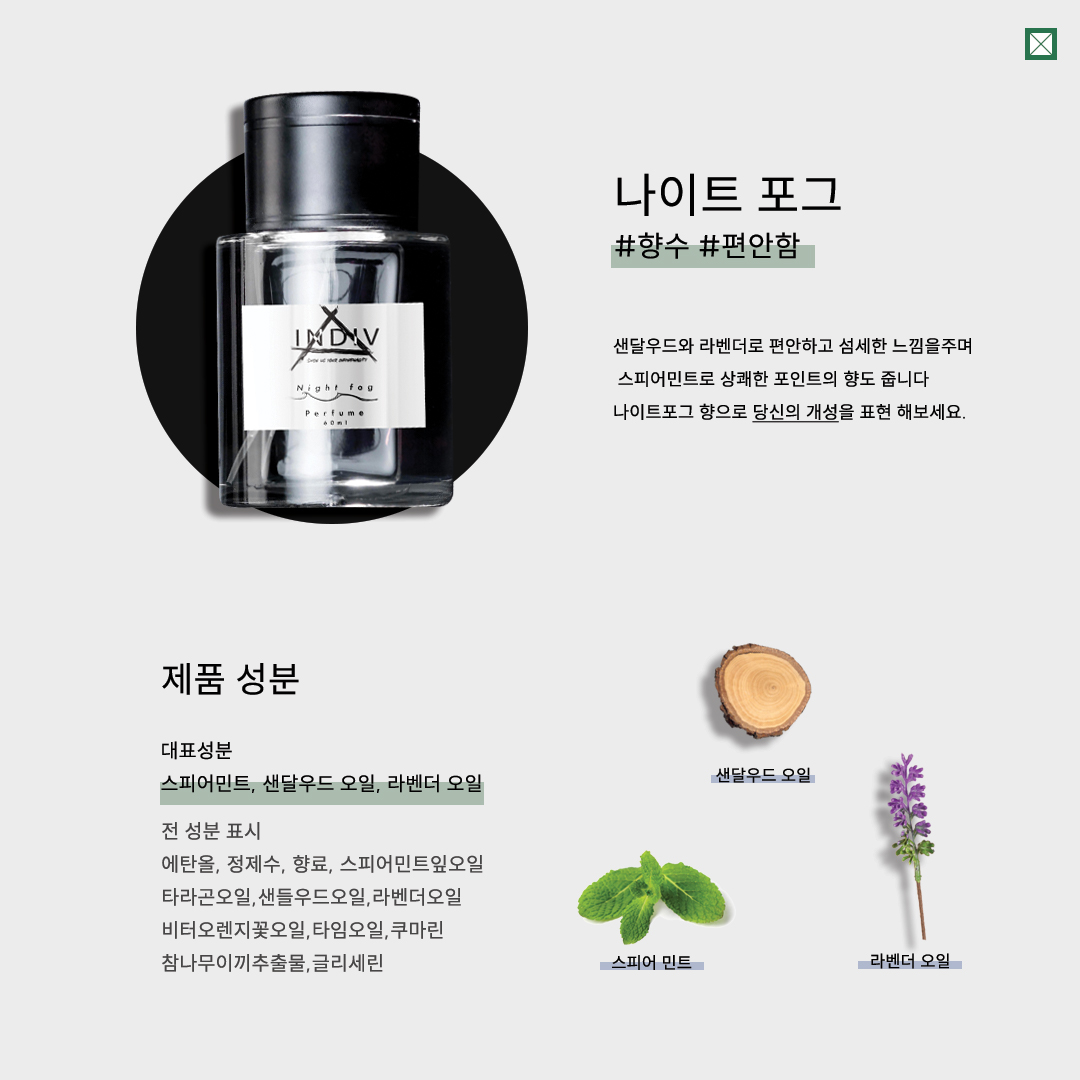 나이트 포그
#향수 #편안함
샌달우드와 라벤더로 편안하고 섬세한 느낌을주며
스피어민트로 상쾌한 포인트의 향도 줍니다
나이트포그 향으로 당신의 개성을 표현 해보세요.
INDIV
Night fog
Perfume
60ml
제품 성분
대표성분
스피어민트, 샌달우드 오일, 라벤더 오일
전 성분 표시
에탄올, 정제수, 향료, 스피어민트잎오일
타라곤오일,샌들우드오일,라벤더오일
비터오렌지꽃오일,타임오일,쿠마린
참나무이끼추출물,글리세린
샌달우드 오일
스피어 민트
라벤더 오일